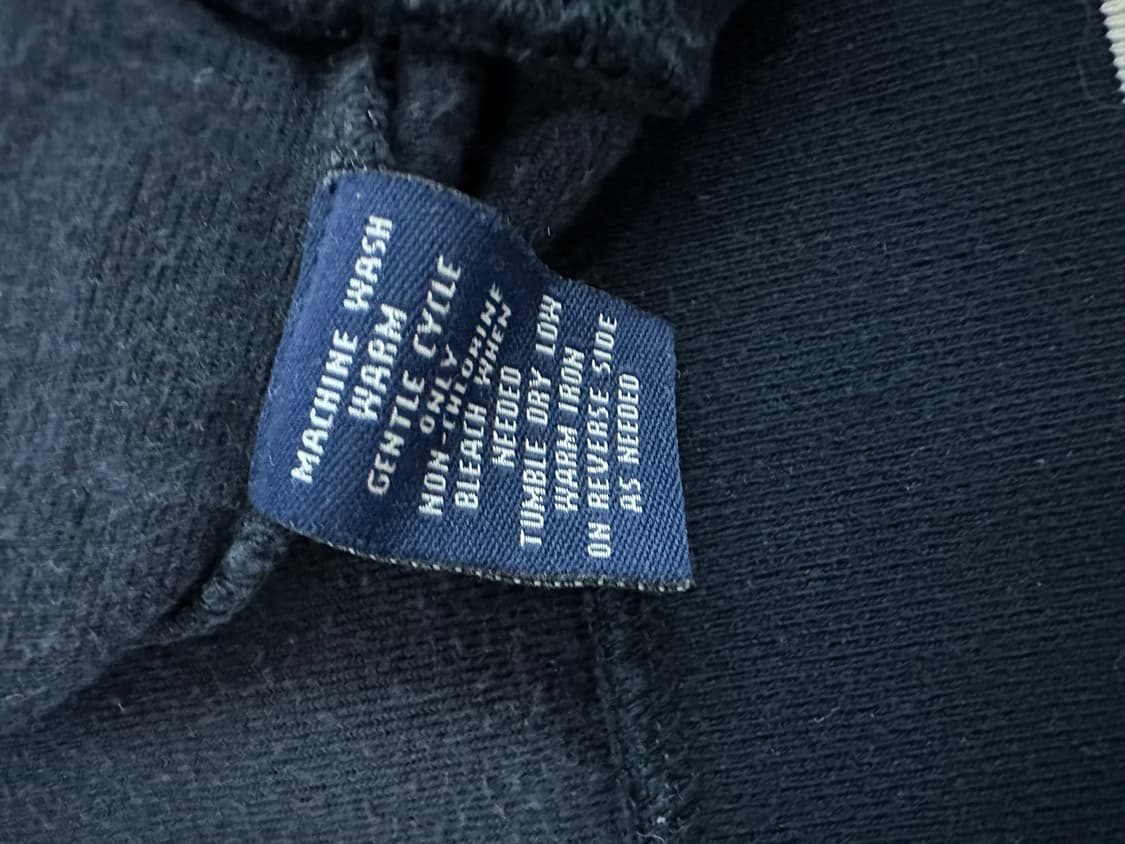 MACHINE WASH
WARM
GENTLE CYCLE
ONLY
NON-CHLORINE
BLEACH WHEN
NEEDED
TUMBLE DRY LOW
WARM IRON
ON REVERSE SIDE
AS NEEDED